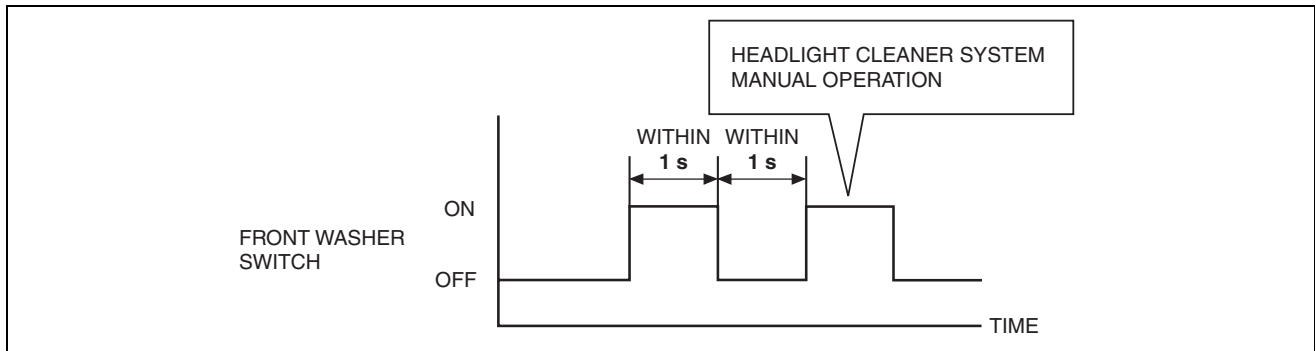 HEADLIGHT CLEANER SYSTEM
MANUAL OPERATION
WITHIN WITHIN
1 s 1 s
ON
FRONT WASHER
SWITCH
OFF
TIME